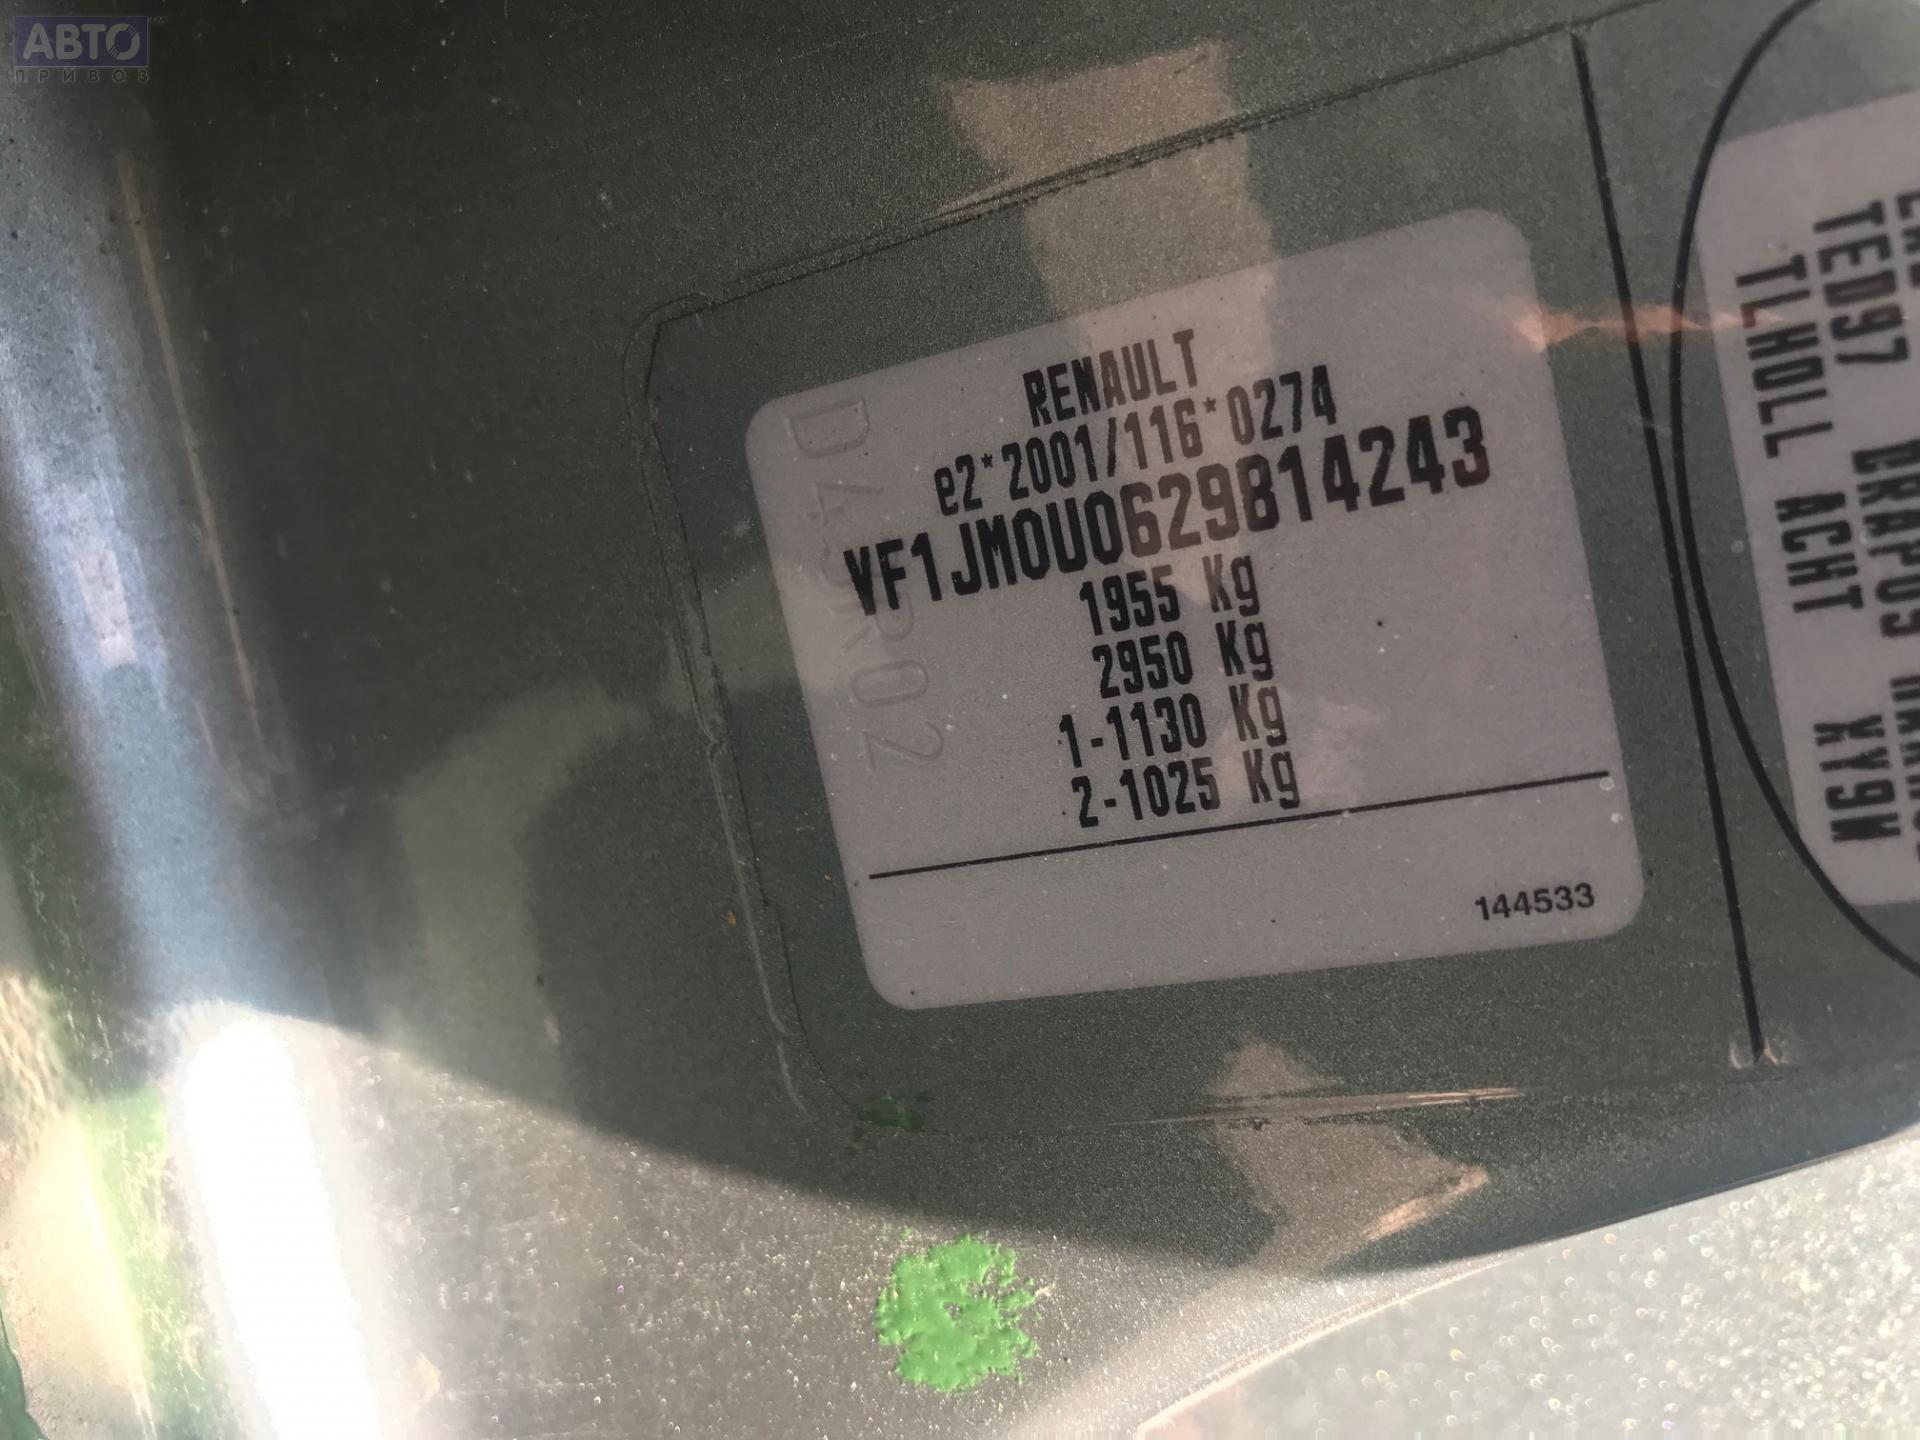 АВТО
ПРИВОЗ
RENAULT
e2*2001/116*0274
VF1JM0U0629814243
1955 Kg
2950 Kg
1-1130 Kg
2-1025 Kg
144533
TED97
TLHOLL ACHT XY9M